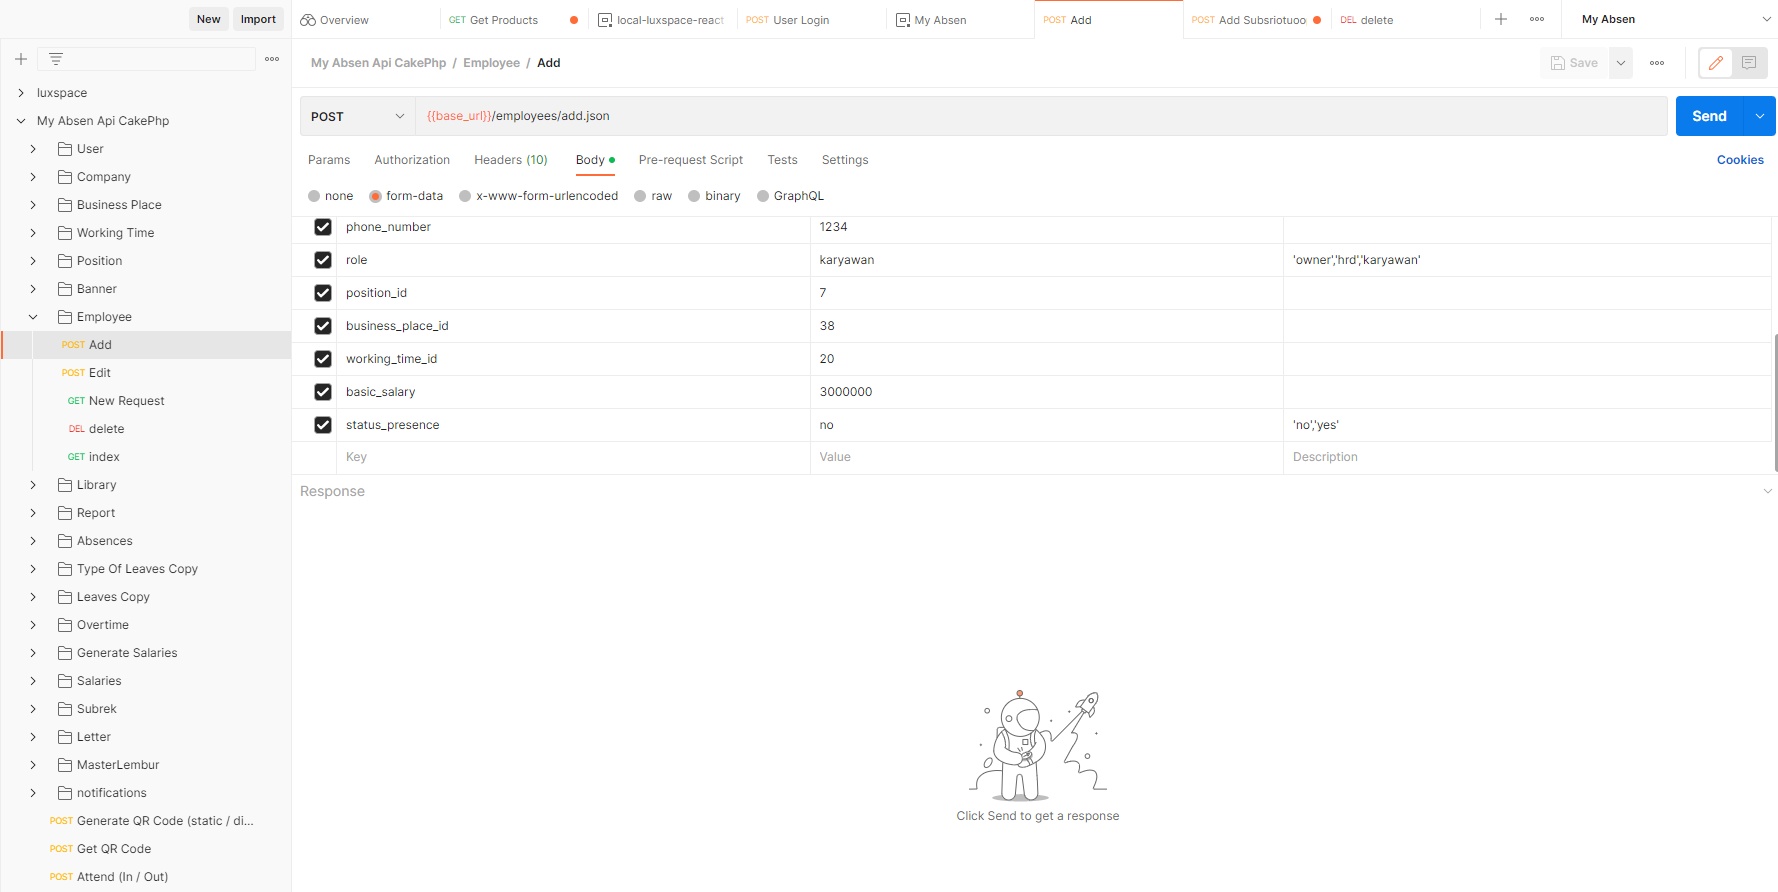 New Import
Overview
GET Get Products
local-luxspace-react
POST User Login
My Absen
POST Add
POST Add Subsriotuoo
DEL delete
My Absen
My Absen Api CakePhp / Employee / Add
Save
POST
{{base_url}}/employees/add.json
Send
Params Authorization Headers (10) Body Pre-request Script Tests Settings
Cookies
none form-data x-www-form-urlencoded raw binary GraphQL
phone_number 1234
role karyawan 'owner','hrd','karyawan'
position_id 7
business_place_id 38
working_time_id 20
basic_salary 3000000
status_presence no 'no','yes'
Key Value Description
Response
Click Send to get a response
luxspace
My Absen Api CakePhp
User
Company
Business Place
Working Time
Position
Banner
Employee
POST Add
POST Edit
GET New Request
DEL delete
GET index
Library
Report
Absences
Type Of Leaves Copy
Leaves Copy
Overtime
Generate Salaries
Salaries
Subrek
Letter
MasterLembur
notifications
POST Generate QR Code (static / di...
POST Get QR Code
POST Attend (In / Out)